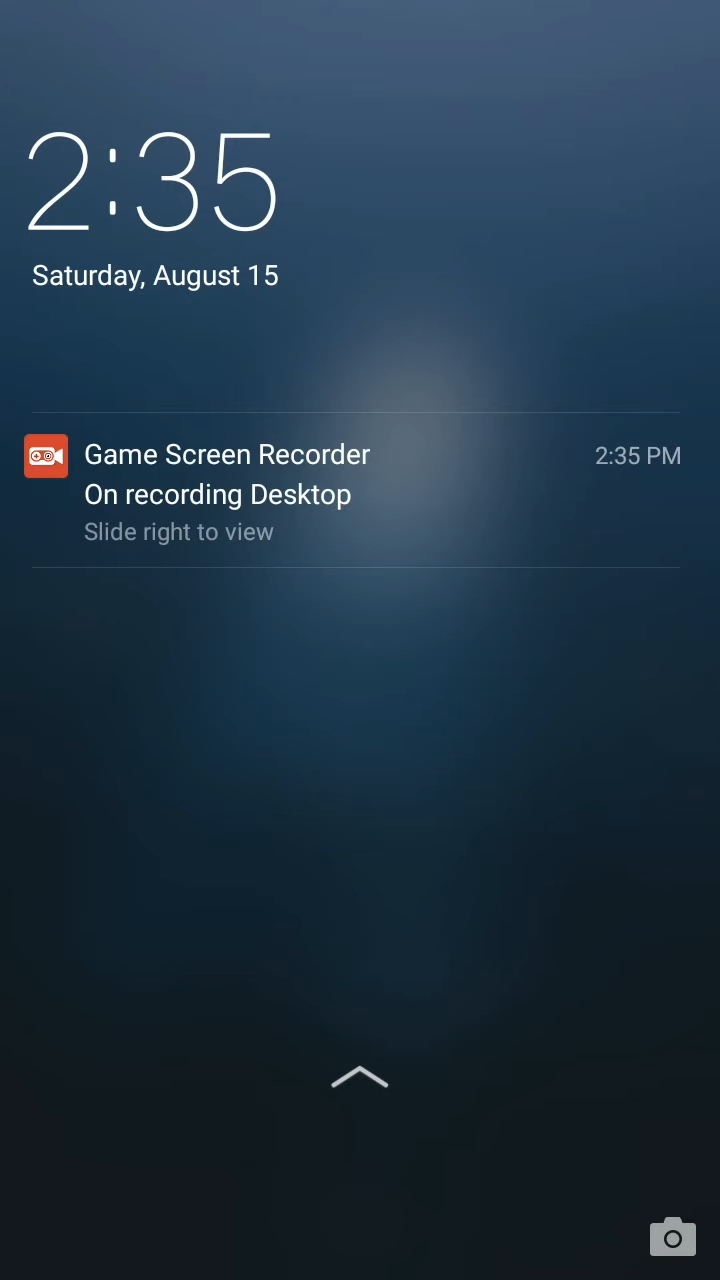 2:35
Saturday, August 15
Game Screen Recorder
2:35 PM
On recording Desktop
Slide right to view